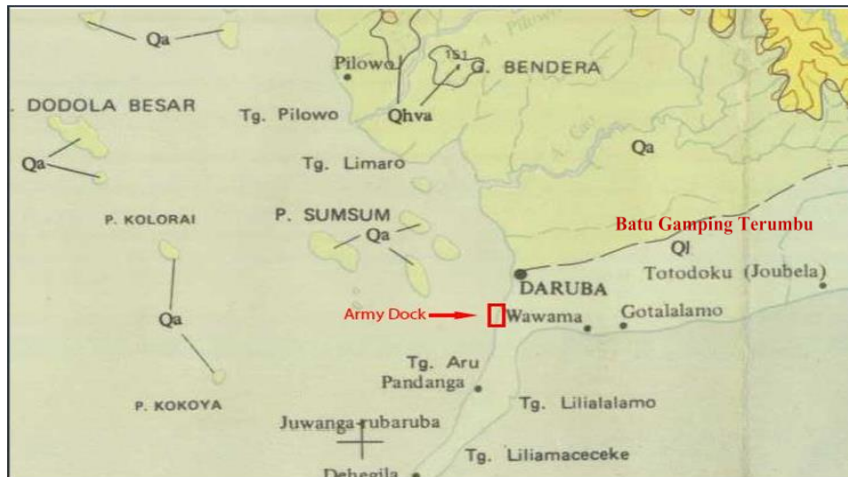 Qa
Pilowo
A. Pilowo
151
G. BENDERA
. DODOLA BESAR
Tg. Pilowo
Qhva
A. Cao
Qa
Qa
Tg. Limaro
P. KOLORAI
P. SUMSUM
Qa
Batu Gamping Terumbu
Ql
Totodoku (Joubela)
DARUBA
Army Dock
Wawama
Gotalalamo
Qa
Tg. Aru
Pandanga
P. KOKOYA
Tg. Lilialalamo
Juwanga-rubaruba
Tg. Liliamaceceke
Dehegila